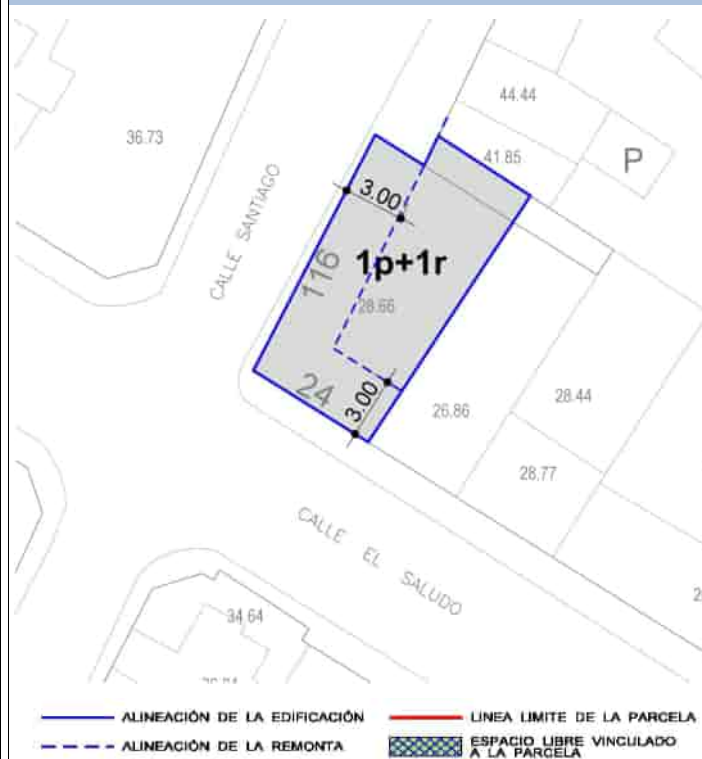 44.44
36.73
41.85
P
CALLE SANTIAGO
3.00
1p+1r
116
28.66
24
3.00
26.86
28.44
28.77
CALLE EL SALUDO
34.64
ALINEACIÓN DE LA EDIFICACIÓN
LINEA LIMITE DE LA PARCELA
ALINEACIÓN DE LA REMONTA
ESPACIO LIBRE VINCULADO
A LA PARCELA